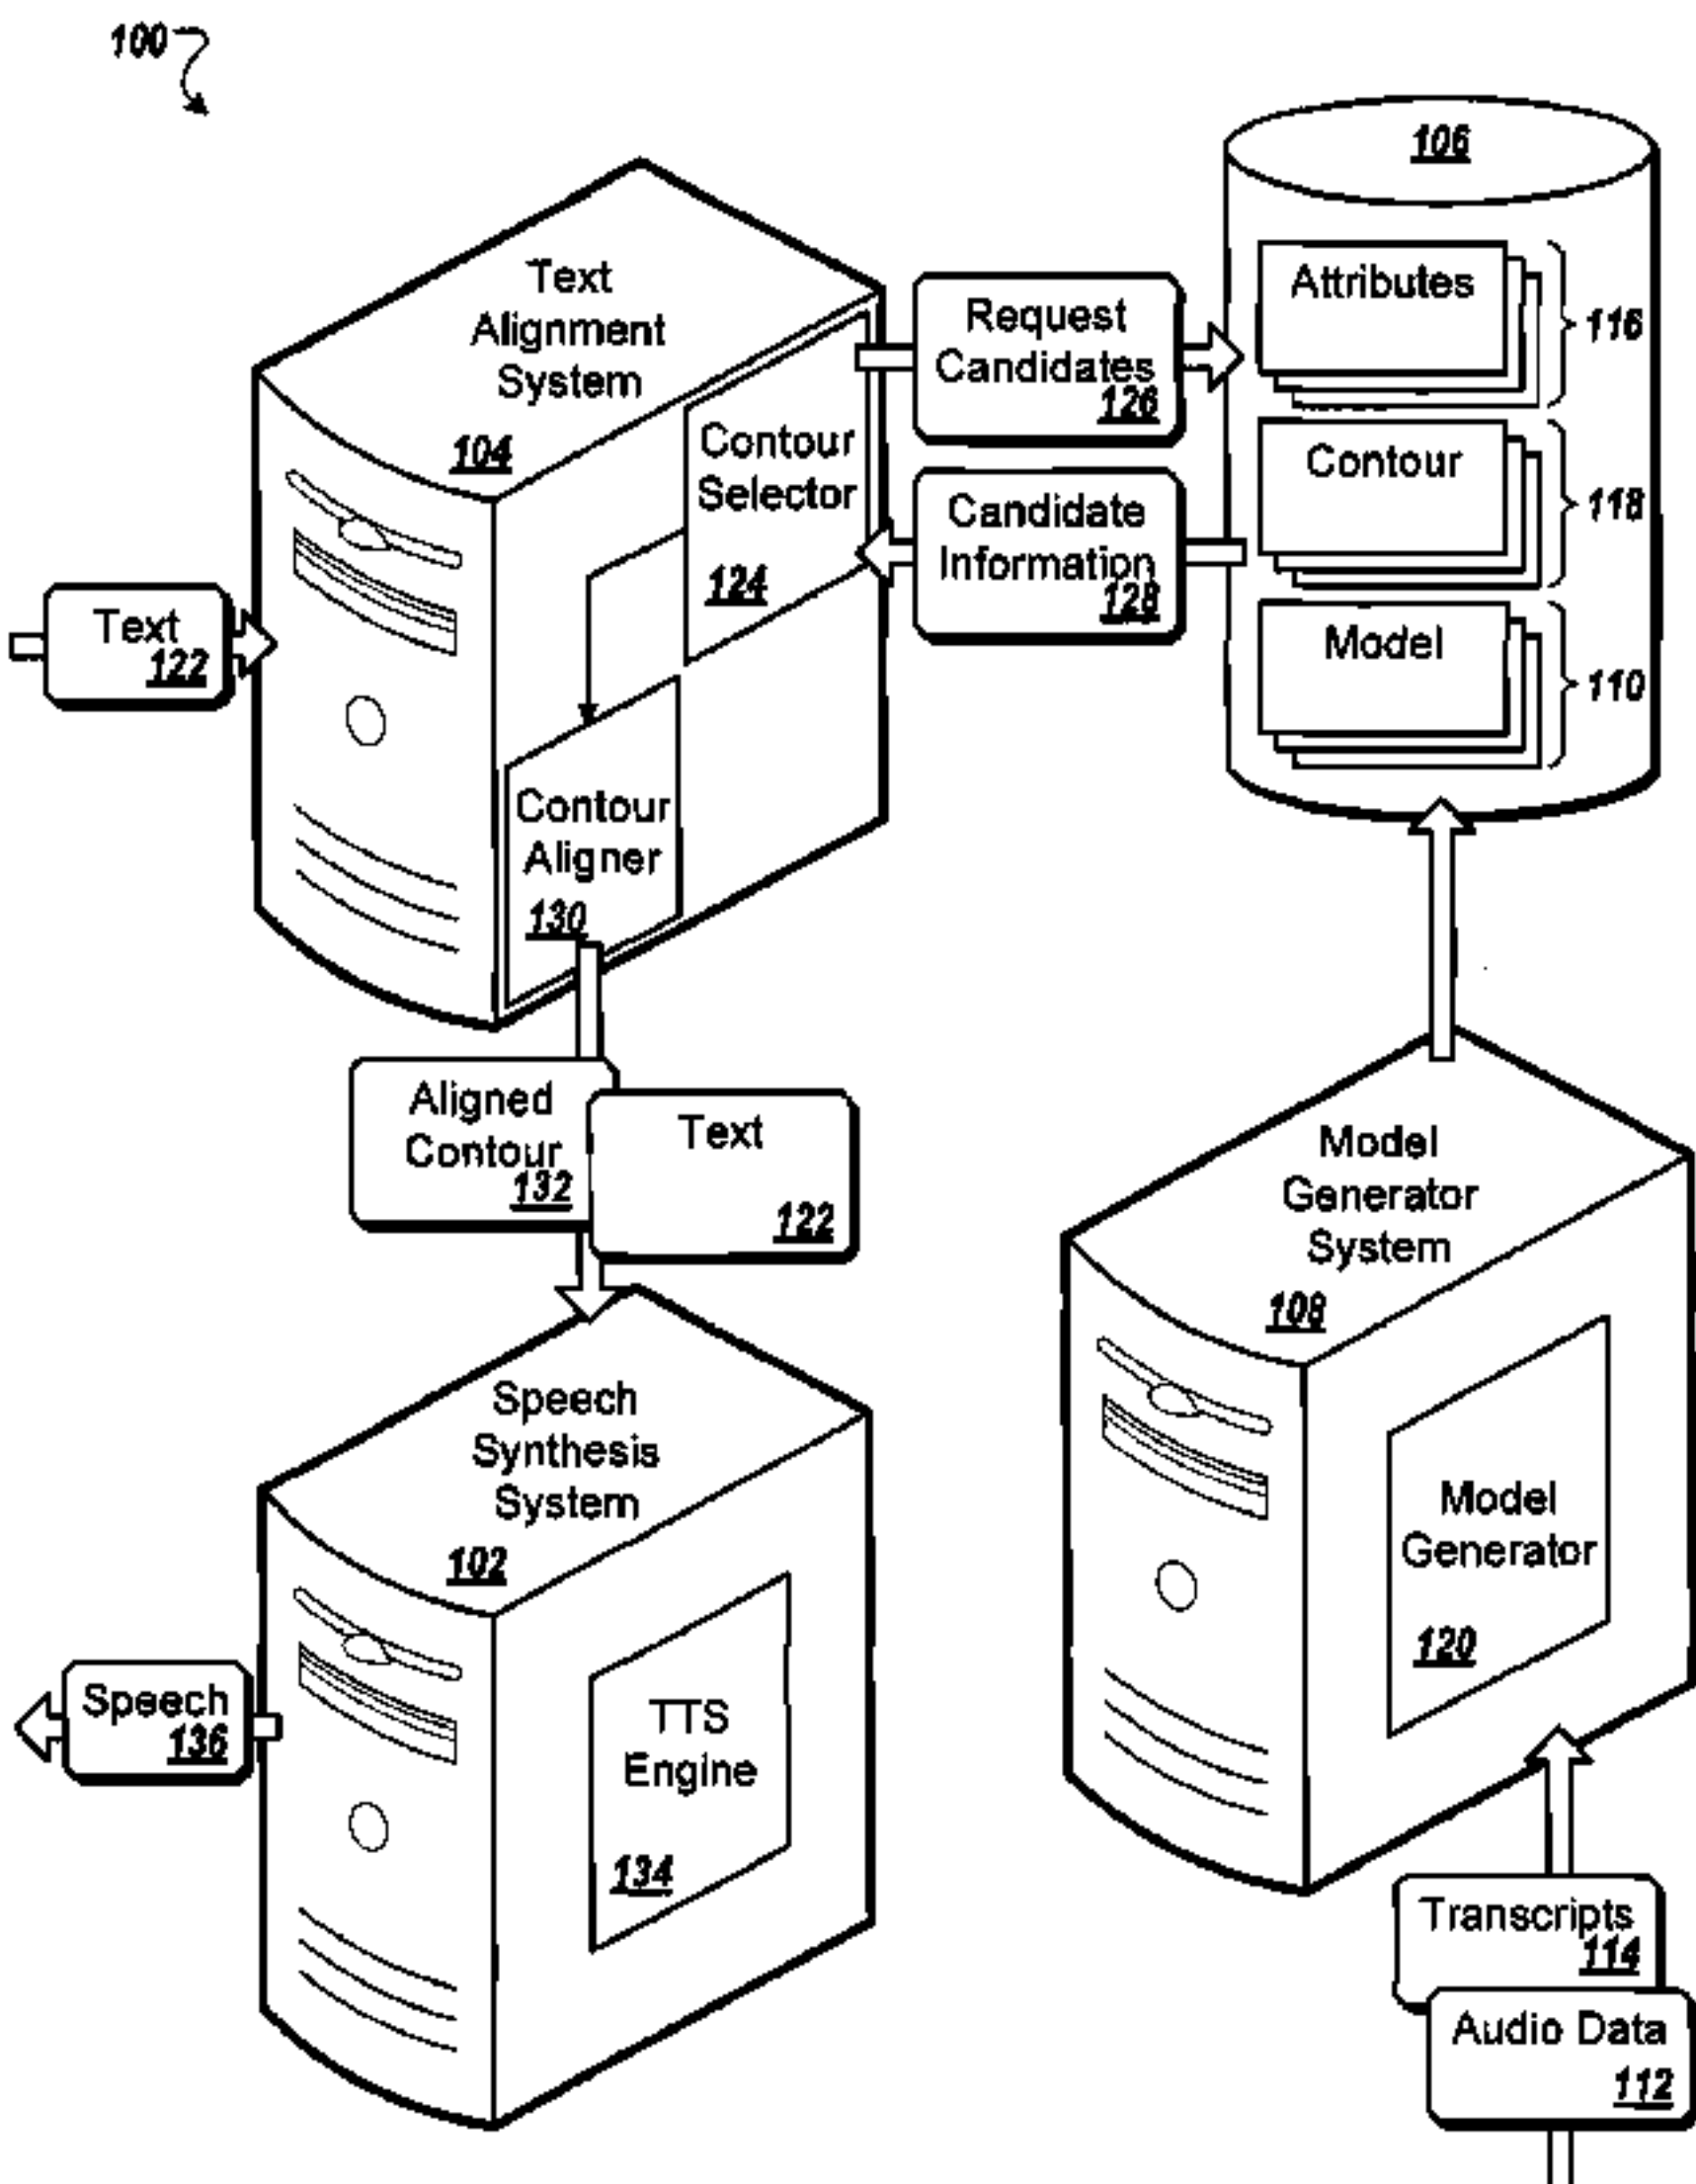 100
106
Attributes
116
Contour
118
Model
110
Text
Alignment
System
104
Request
Candidates
126
Candidate
Information
128
Contour
Selector
124
Text
122
Contour
Aligner
130
Aligned
Contour
132
Text
122
Model
Generator
System
108
Model
Generator
120
Speech
Synthesis
System
102
TTS
Engine
134
Speech
136
Transcripts
114
Audio Data
112